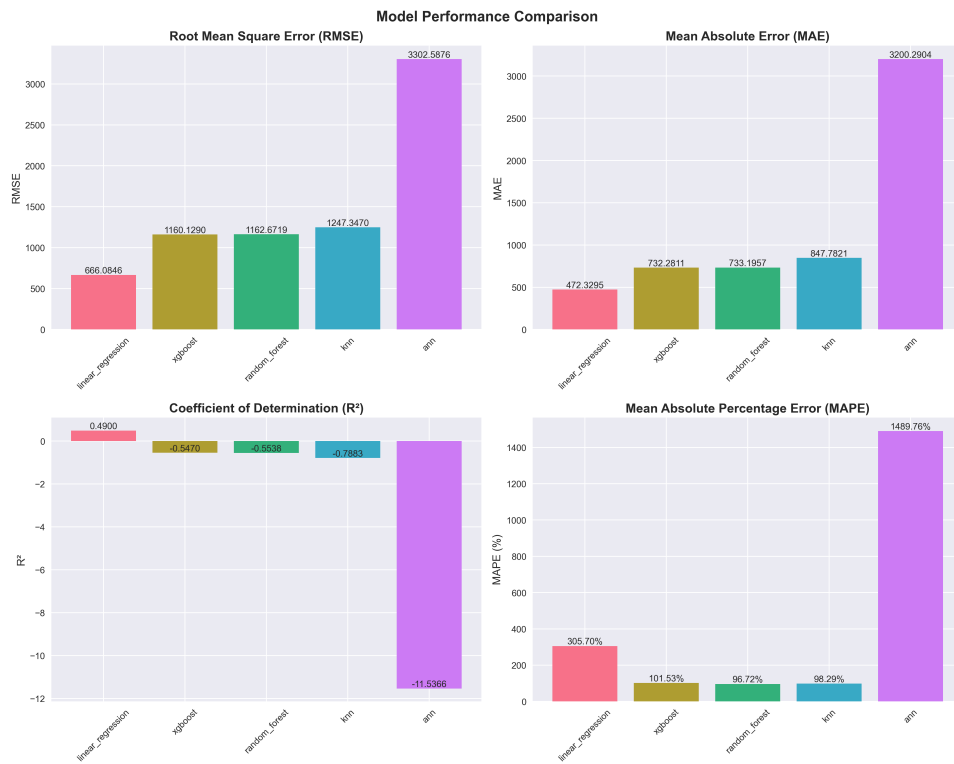 Model Performance Comparison
Root Mean Square Error (RMSE)
RMSE
3000
2500
2000
1500
1000
500
0
666.0846
1160.1290
1162.6719
1247.3470
3302.5876
linear_regression
xgboost
random_forest
knn
ann
Mean Absolute Error (MAE)
MAE
3000
2500
2000
1500
1000
500
0
472.3295
732.2811
733.1957
847.7821
3200.2904
linear_regression
xgboost
random_forest
knn
ann
Coefficient of Determination (R²)
R²
0
−2
−4
−6
−8
−10
−12
0.4900
-0.5470
-0.5538
-0.7883
-11.5366
linear_regression
xgboost
random_forest
knn
ann
Mean Absolute Percentage Error (MAPE)
MAPE (%)
1400
1200
1000
800
600
400
200
0
305.70%
101.53%
96.72%
98.29%
1489.76%
linear_regression
xgboost
random_forest
knn
ann